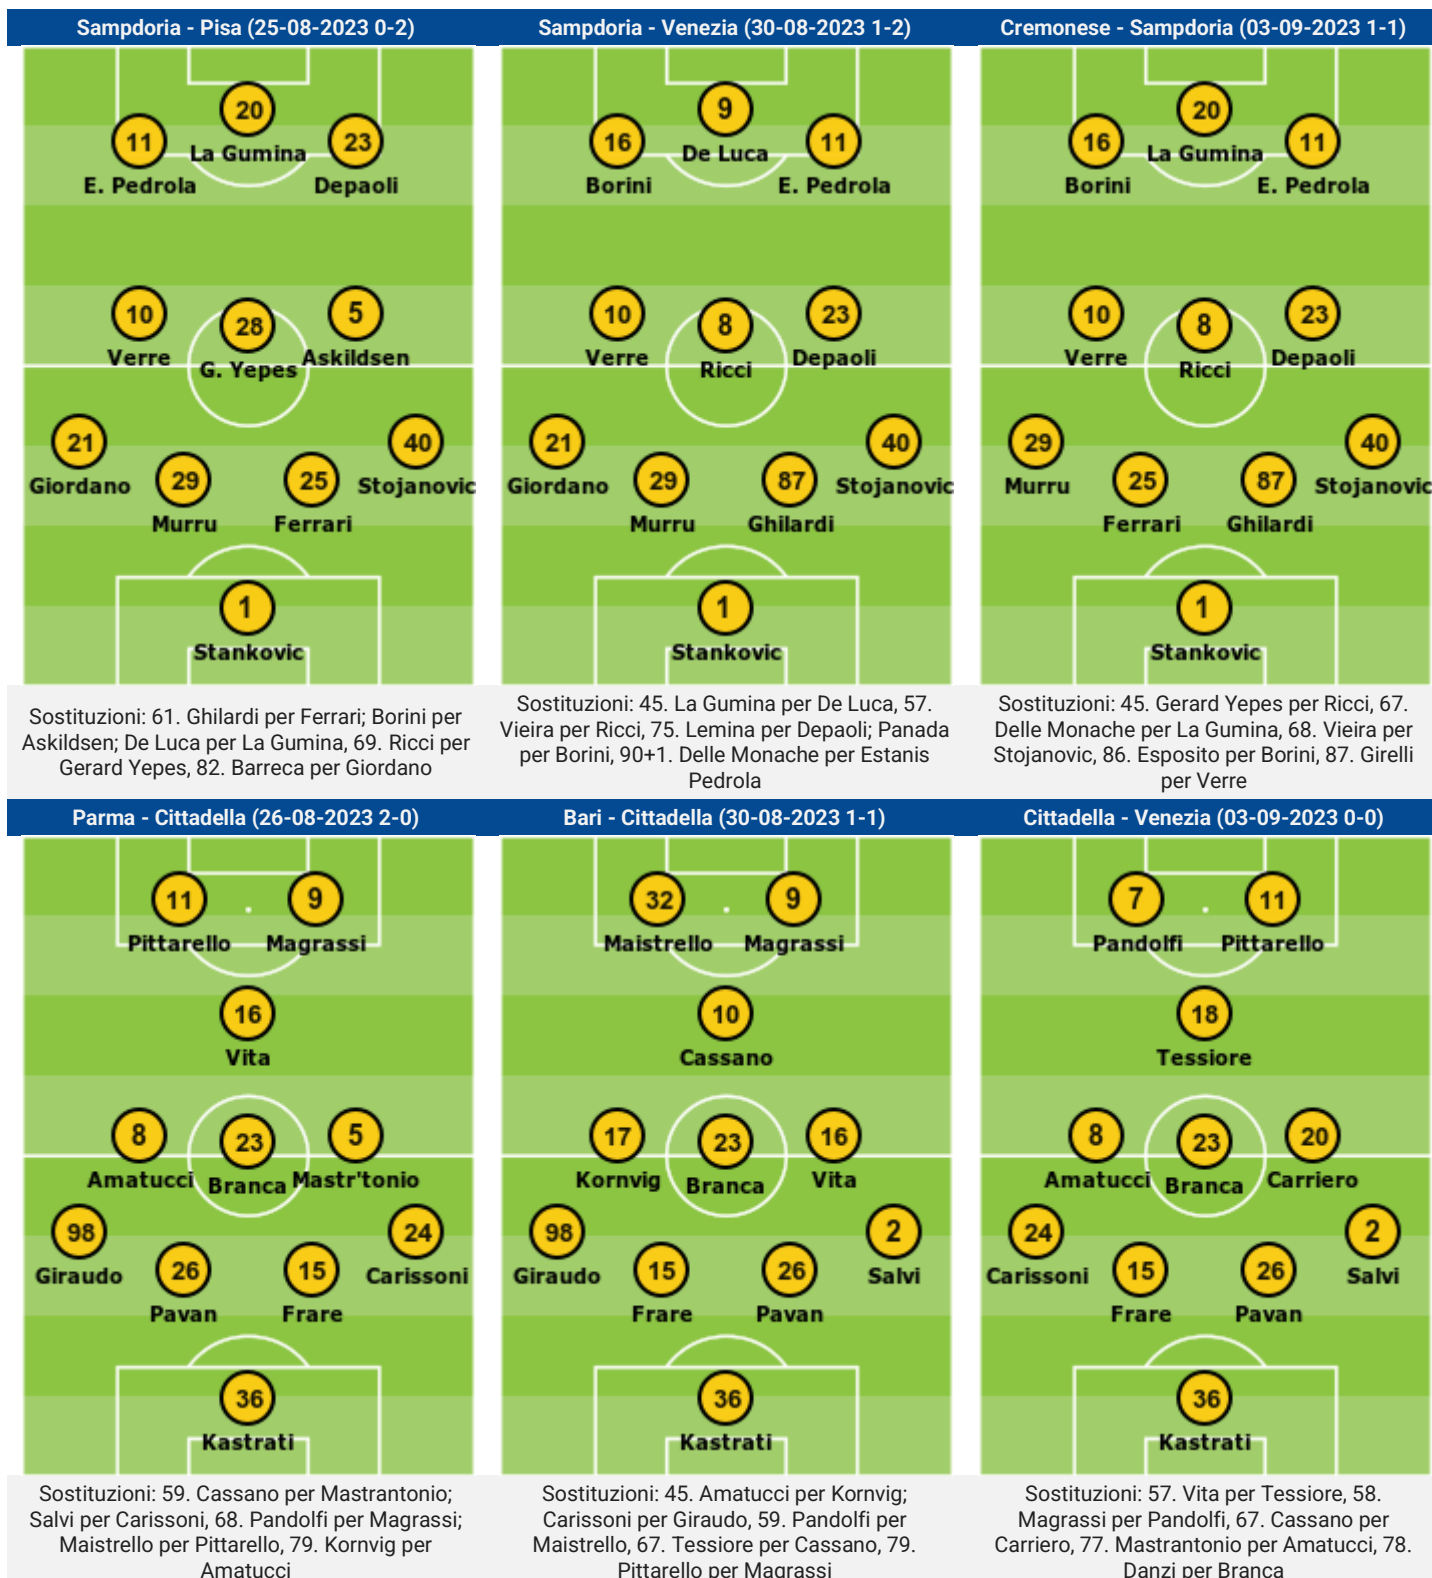 Sampdoria - Pisa (25-08-2023 0-2)
20
La Gumina
11
E. Pedrola
23
Depaoli
10
Verre
28
G. Yepes
5
Askildsen
21
Giordano
29
Murru
25
Ferrari
40
Stojanovic
1
Stankovic
Sostituzioni: 61. Ghilardi per Ferrari; Borini per
Askildsen; De Luca per La Gumina, 69. Ricci per
Gerard Yepes, 82. Barreca per Giordano
Sampdoria - Venezia (30-08-2023 1-2)
9
De Luca
16
Borini
11
E. Pedrola
10
Verre
8
Ricci
23
Depaoli
21
Giordano
29
Murru
87
Ghilardi
40
Stojanovic
1
Stankovic
Sostituzioni: 45. La Gumina per De Luca, 57.
Vieira per Ricci, 75. Lemina per Depaoli; Panada
per Borini, 90+1. Delle Monache per Estanis
Pedrola
Cremonese - Sampdoria (03-09-2023 1-1)
20
La Gumina
16
Borini
11
E. Pedrola
10
Verre
8
Ricci
23
Depaoli
29
Murru
25
Ferrari
87
Ghilardi
40
Stojanovic
1
Stankovic
Sostituzioni: 45. Gerard Yepes per Ricci, 67.
Delle Monache per La Gumina, 68. Vieira per
Stojanovic, 86. Esposito per Borini, 87. Girelli
per Verre
Parma - Cittadella (26-08-2023 2-0)
11
Pittarello
9
Magrassi
16
Vita
8
Amatucci
23
Branca
5
Mastr'tonio
98
Giraudo
26
Pavan
15
Frare
24
Carissoni
36
Kastrati
Sostituzioni: 59. Cassano per Mastrantonio;
Salvi per Carissoni, 68. Pandolfi per Magrassi;
Maistrello per Pittarello, 79. Kornvig per
Amatucci
Bari - Cittadella (30-08-2023 1-1)
32
Maistrello
9
Magrassi
10
Cassano
17
Kornvig
23
Branca
16
Vita
98
Giraudo
15
Frare
26
Pavan
2
Salvi
36
Kastrati
Sostituzioni: 45. Amatucci per Kornvig;
Carissoni per Giraudo, 59. Pandolfi per
Maistrello, 67. Tessiore per Cassano, 79.
Pittarello per Magrassi
Cittadella - Venezia (03-09-2023 0-0)
7
Pandolfi
11
Pittarello
18
Tessiore
8
Amatucci
23
Branca
20
Carriero
24
Carissoni
15
Frare
26
Pavan
2
Salvi
36
Kastrati
Sostituzioni: 57. Vita per Tessiore, 58.
Magrassi per Pandolfi, 67. Cassano per
Carriero, 77. Mastrantonio per Amatucci, 78.
Danzi per Branca